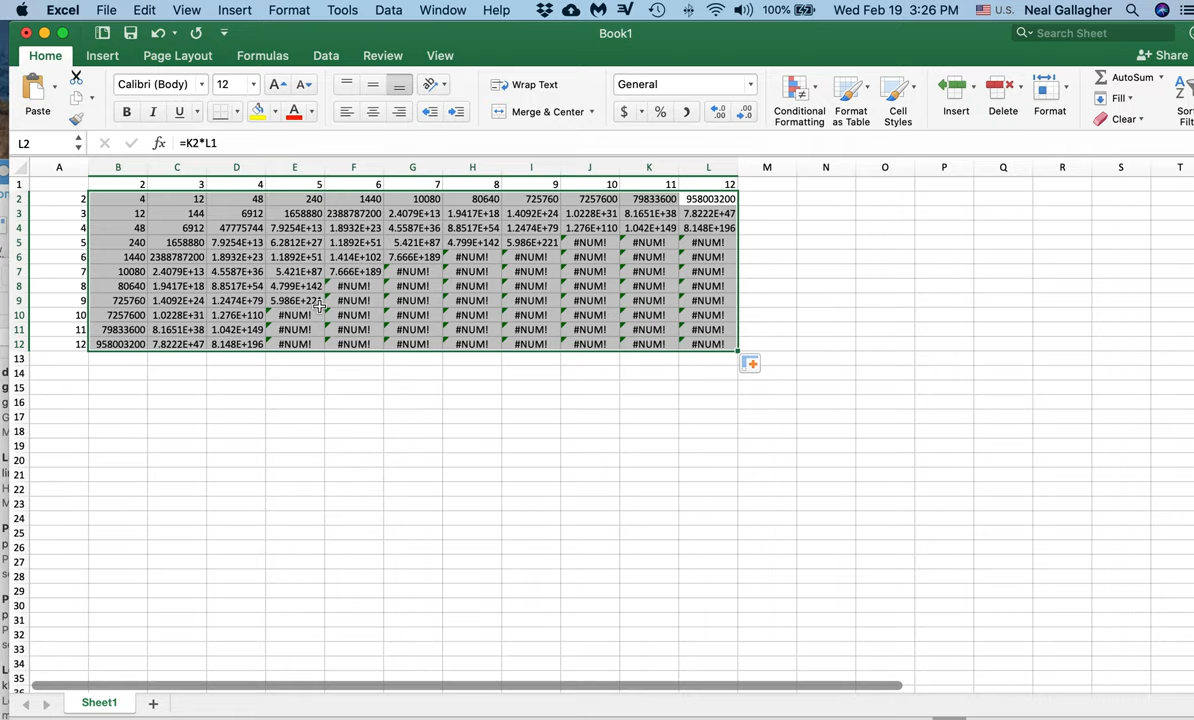 Excel File Edit View Insert Format Tools Data Window Help 100% Wed Feb 19 3:26 PM U.S. Neal Gallagher
Book1 Search Sheet
Home Insert Page Layout Formulas Data Review View Share
Paste Calibri (Body) 12 A A Wrap Text General Conditional Formatting Format as Table Cell Styles Insert Delete Format AutoSum
B I U A Merge & Center $ % Fill
Clear
L2 fx =K2*L1
A B C D E F G H I J K L M N O P Q R S T
1 2 3 4 5 6 7 8 9 10 11 12
2 2 4 12 48 240 1440 10080 80640 725760 7257600 79833600 958003200
3 3 12 144 6912 1658880 2388787200 2.4079E+13 1.9417E+18 1.4092E+24 1.0228E+31 8.1651E+38 7.8222E+47
4 4 48 6912 47775744 7.9254E+13 1.8932E+23 4.5587E+36 8.8517E+54 1.2474E+79 1.276E+110 1.042E+149 8.148E+196
5 5 240 1658880 7.9254E+13 6.2812E+27 1.1892E+51 5.421E+87 4.799E+142 5.986E+221 #NUM! #NUM! #NUM!
6 6 1440 2388787200 1.8932E+23 1.1892E+51 1.414E+102 7.666E+189 #NUM! #NUM! #NUM! #NUM! #NUM!
7 7 10080 2.4079E+13 4.5587E+36 5.421E+87 7.666E+189 #NUM! #NUM! #NUM! #NUM! #NUM! #NUM!
8 8 80640 1.9417E+18 8.8517E+54 4.799E+142 #NUM! #NUM! #NUM! #NUM! #NUM! #NUM! #NUM!
9 9 725760 1.4092E+24 1.2474E+79 5.986E+221 #NUM! #NUM! #NUM! #NUM! #NUM! #NUM! #NUM!
10 10 7257600 1.0228E+31 1.276E+110 #NUM! #NUM! #NUM! #NUM! #NUM! #NUM! #NUM! #NUM!
11 11 79833600 8.1651E+38 1.042E+149 #NUM! #NUM! #NUM! #NUM! #NUM! #NUM! #NUM! #NUM!
12 12 958003200 7.8222E+47 8.148E+196 #NUM! #NUM! #NUM! #NUM! #NUM! #NUM! #NUM! #NUM!
13
14
15
16
17
18
19
20
21
22
23
24
25
26
27
28
29
30
31
32
33
34
35
Sheet1 +